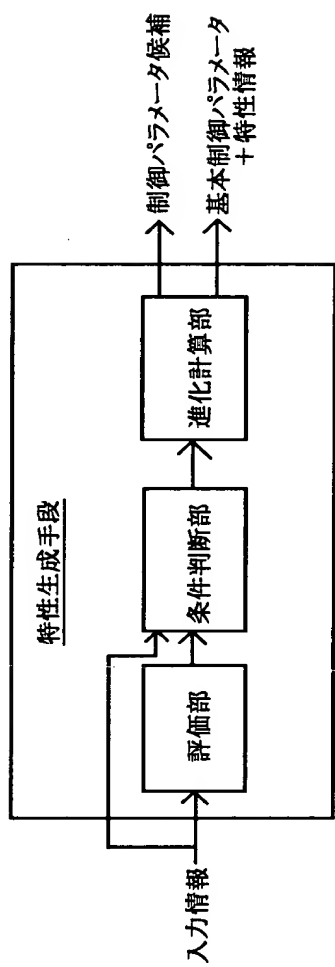 特性生成手段
入力情報
評価部
条件判断部
進化計算部
制御パラメータ候補
基本制御パラメータ
+特性情報